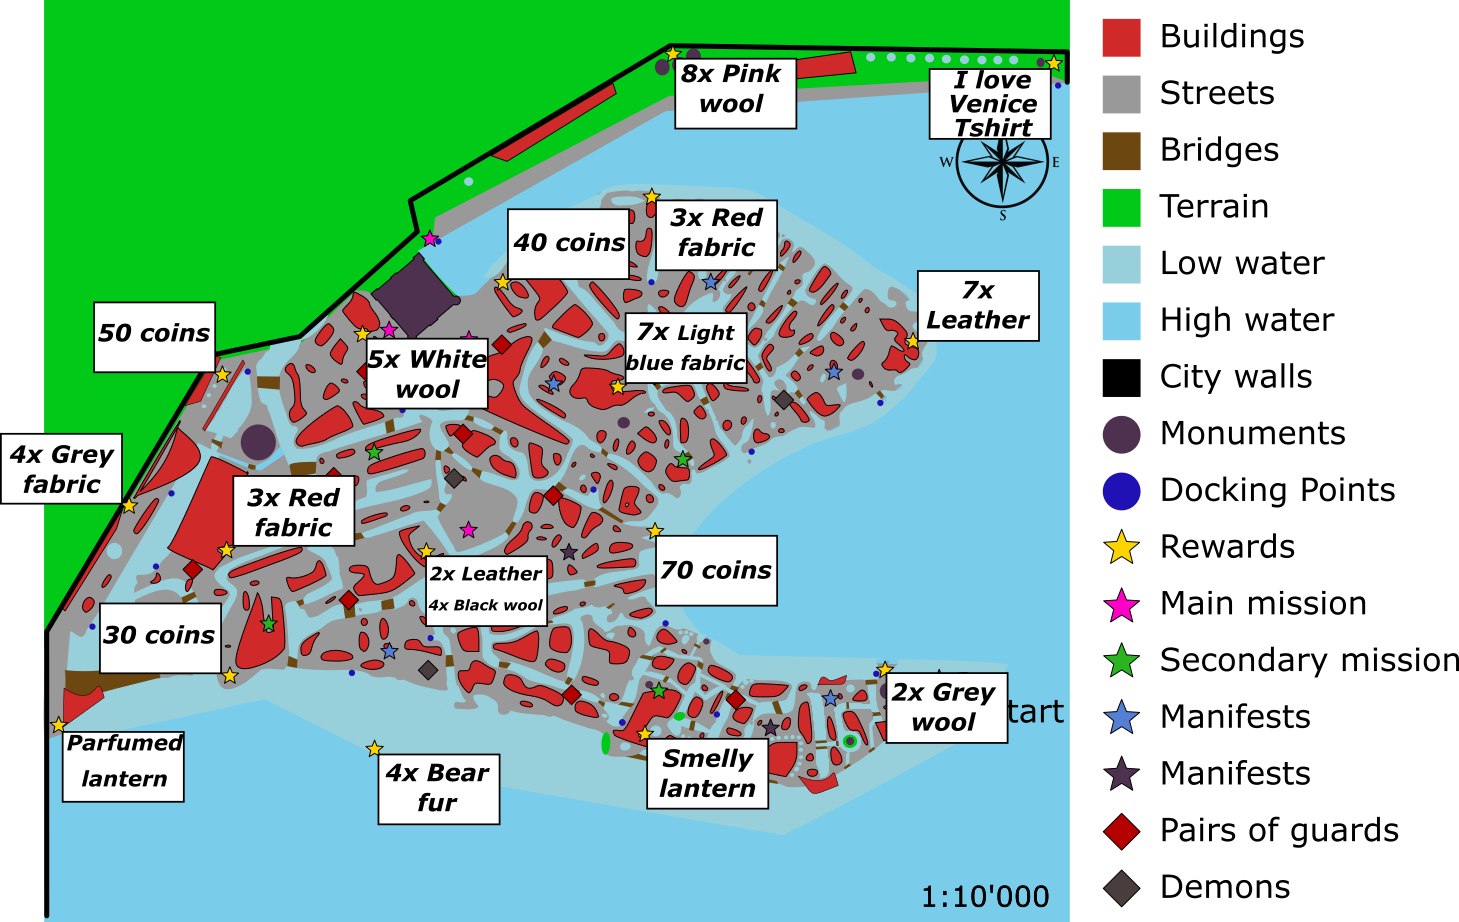 8x Pink
wool
I love
Venice
Tshirt
W
E
S
40 coins
3x Red
fabric
7x
Leather
50 coins
7x Light
blue fabric
5x White
wool
4x Grey
fabric
3x Red
fabric
70 coins
2x Leather
4x Black wool
30 coins
2x Grey
wool
tart
Parfumed
lantern
4x Bear
fur
Smelly
lantern
1:10'000
Buildings
Streets
Bridges
Terrain
Low water
High water
City walls
Monuments
Docking Points
Rewards
Main mission
Secondary mission
Manifests
Manifests
Pairs of guards
Demons